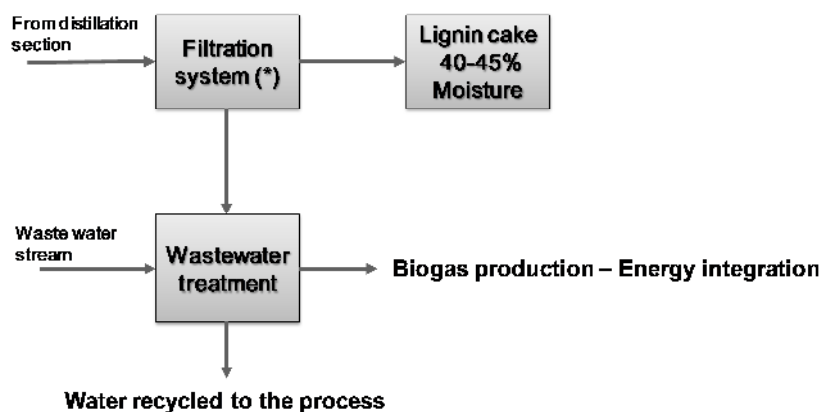 From distillation
section
Filtration
system (*)
Lignin cake
40-45%
Moisture
Waste water
stream
Wastewater
treatment
Biogas production – Energy integration
Water recycled to the process